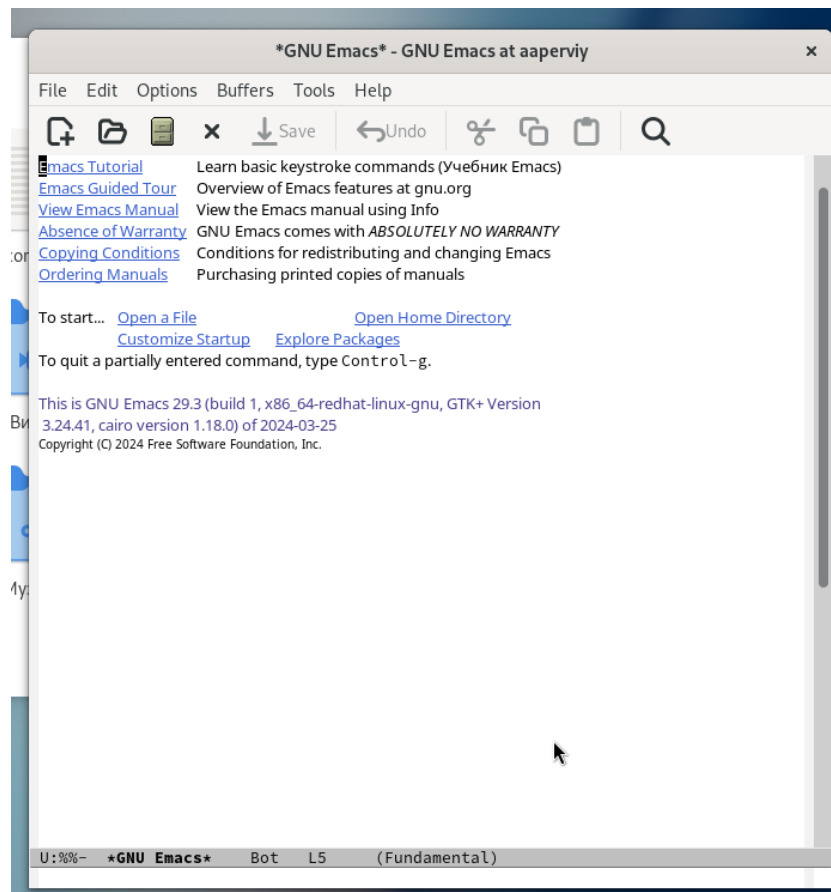 *GNU Emacs* - GNU Emacs at aaperviy
File Edit Options Buffers Tools Help
Save Undo
Emacs Tutorial Learn basic keystroke commands (Учебник Emacs)
Emacs Guided Tour Overview of Emacs features at gnu.org
View Emacs Manual View the Emacs manual using Info
Absence of Warranty GNU Emacs comes with ABSOLUTELY NO WARRANTY
Copying Conditions Conditions for redistributing and changing Emacs
Ordering Manuals Purchasing printed copies of manuals
To start... Open a File Open Home Directory
Customize Startup Explore Packages
To quit a partially entered command, type Control-g.
This is GNU Emacs 29.3 (build 1, x86_64-redhat-linux-gnu, GTK+ Version
3.24.41, cairo version 1.18.0) of 2024-03-25
Copyright (C) 2024 Free Software Foundation, Inc.
U:%%- *GNU Emacs* Bot L5 (Fundamental)